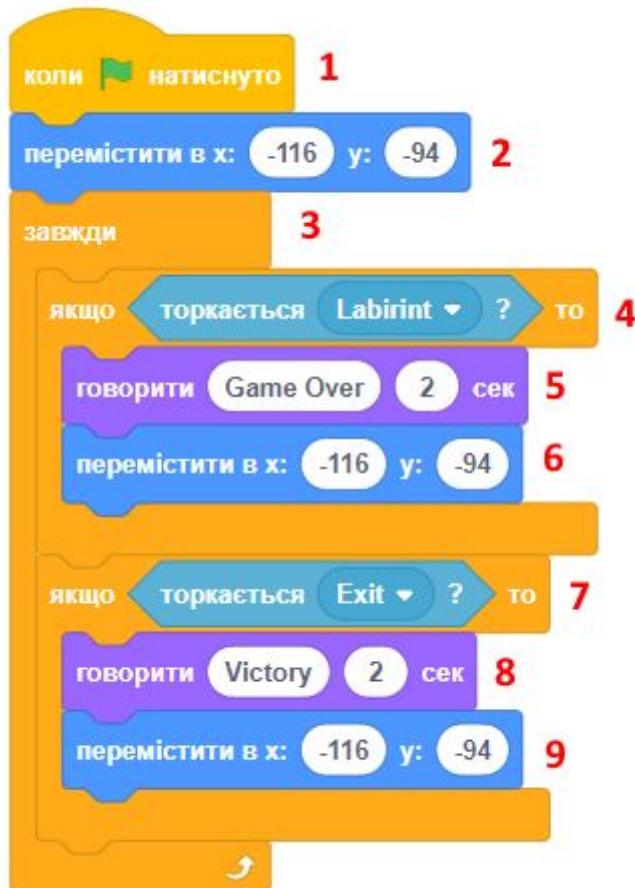 коли натиснуто 1
перемістити в x: -116 y: -94 2
завжди 3
якщо торкається Labirint ? то 4
говорити Game Over 2 сек 5
перемістити в x: -116 y: -94 6
якщо торкається Exit ? то 7
говорити Victory 2 сек 8
перемістити в x: -116 y: -94 9